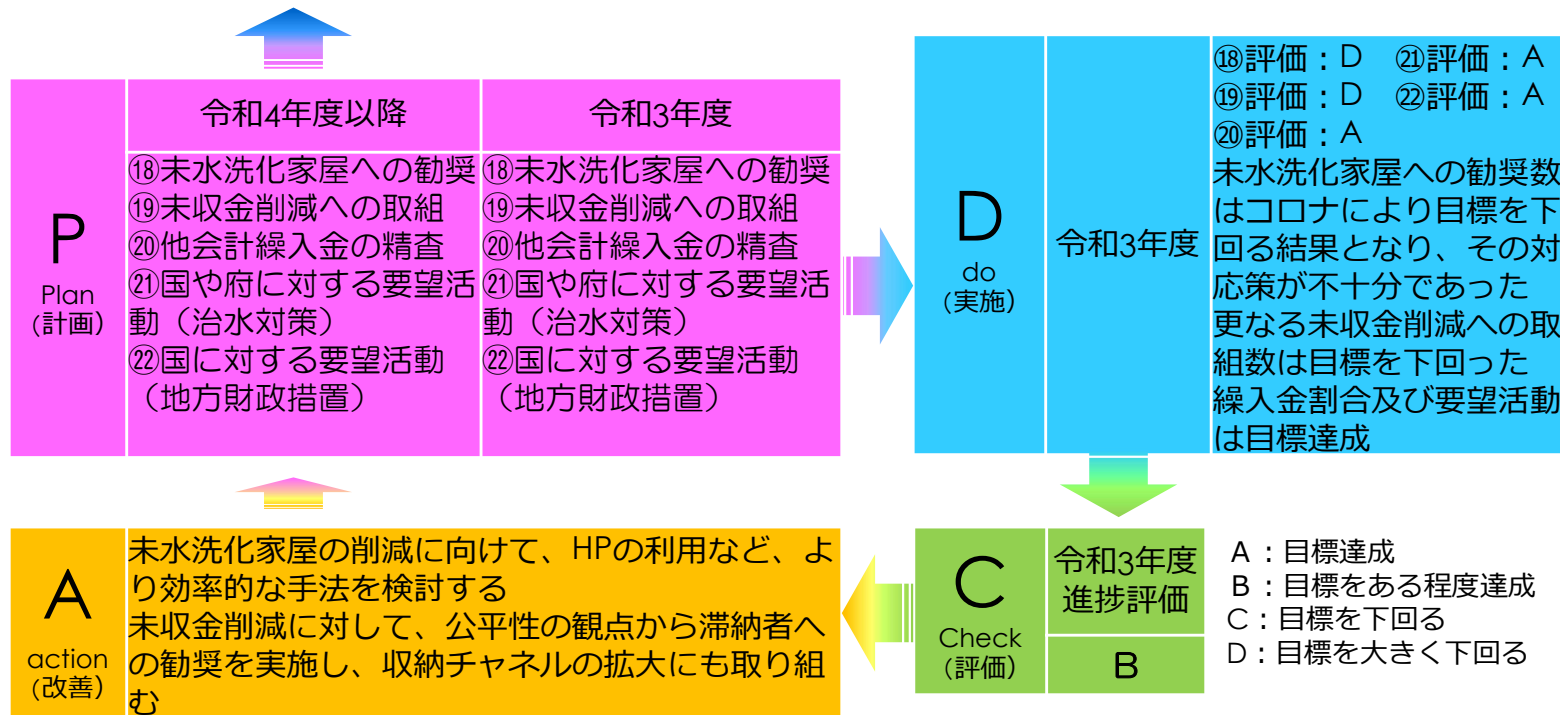 P
Plan
(計画)
令和4年度以降
⑱未水洗化家屋への勧奨
⑲未収金削減への取組
⑳他会計繰入金の精査
㉑国や府に対する要望活
動（治水対策）
㉒国に対する要望活動
（地方財政措置）
令和3年度
⑱未水洗化家屋への勧奨
⑲未収金削減への取組
⑳他会計繰入金の精査
㉑国や府に対する要望活
動（治水対策）
㉒国に対する要望活動
（地方財政措置）
D
do
(実施)
令和3年度
⑱評価：D　㉑評価：A
⑲評価：D　㉒評価：A
⑳評価：A
未水洗化家屋への勧奨数
はコロナにより目標を下
回る結果となり、その対
応策が不十分であった
更なる未収金削減への取
組数は目標を下回った
繰入金割合及び要望活動
は目標達成
C
Check
(評価)
令和3年度
進捗評価
B
A：目標達成
B：目標をある程度達成
C：目標を下回る
D：目標を大きく下回る
A
action
(改善)
未水洗化家屋の削減に向けて、HPの利用など、よ
り効率的な手法を検討する
未収金削減に対して、公平性の観点から滞納者へ
の勧奨を実施し、収納チャネルの拡大にも取り組
む